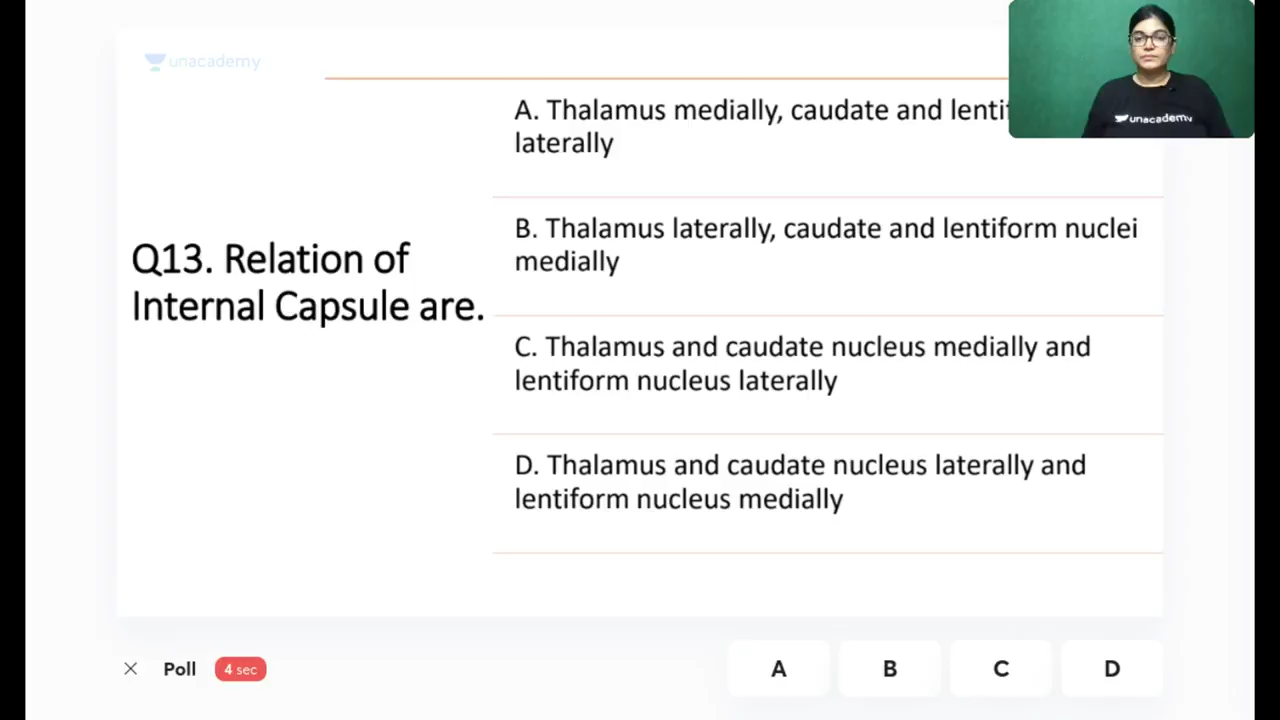 unacademy
A. Thalamus medially, caudate and
laterally
unacademy
B. Thalamus laterally, caudate and lentiform nuclei
medially
Q13. Relation of
Internal Capsule are.
C. Thalamus and caudate nucleus medially and
lentiform nucleus laterally
D. Thalamus and caudate nucleus laterally and
lentiform nucleus medially
Poll
4 sec
A
B
C
D